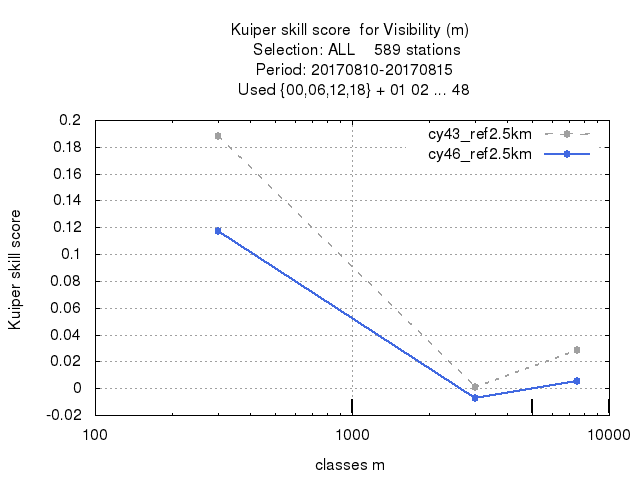 Kuiper skill score  for Visibility (m)
Selection: ALL    589 stations
Period: 20170810-20170815
Used {00,06,12,18} + 01 02 ... 48
cy43_ref2.5km
cy46_ref2.5km
0.2
0.18
0.16
0.14
0.12
0.1
0.08
0.06
0.04
0.02
0
-0.02
Kuiper skill score
100
1000
10000
classes m